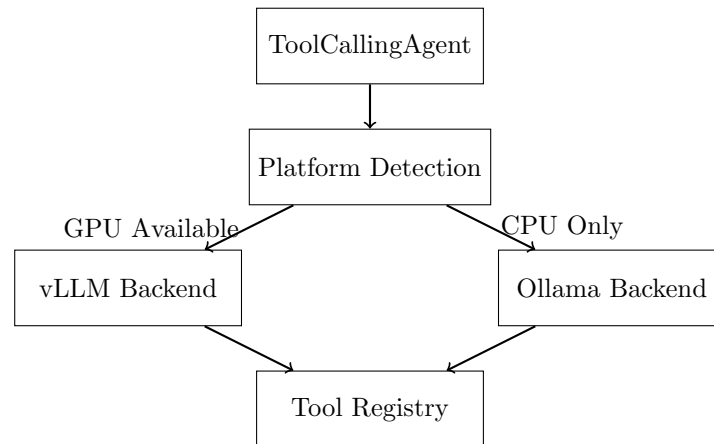 ToolCallingAgent
Platform Detection
GPU Available
CPU Only
vLLM Backend
Ollama Backend
Tool Registry